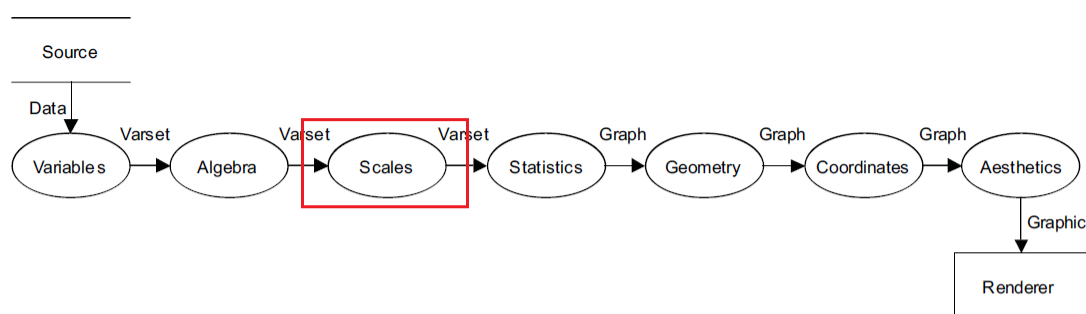 Source
Data
Varset
Varset
Varset
Graph
Graph
Graph
Variables
Algebra
Scales
Statistics
Geometry
Coordinates
Aesthetics
Graphic
Renderer